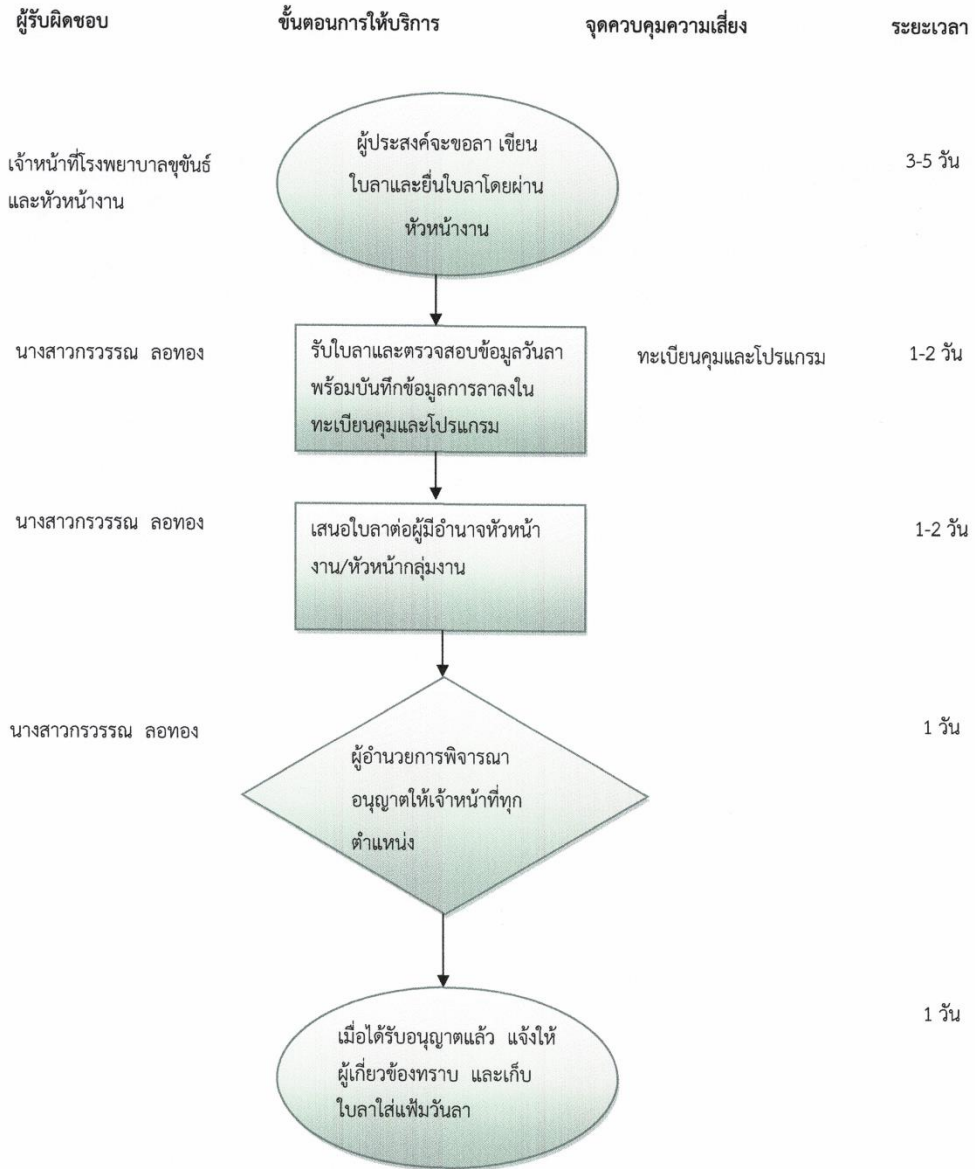 ผู้รับผิดชอบ ขั้นตอนการให้บริการ จุดควบคุมความเสี่ยง ระยะเวลา
ผู้ประสงค์จะขอลา เขียน
เจ้าหน้าที่โรงพยาบาลขุขันธ์ ใบลาและยื่นใบลาโดยผ่าน 3-5 วัน
และหัวหน้างาน หัวหน้างาน
นางสาวกรวรรณ ลอทอง รับใบลาและตรวจสอบข้อมูลวันลา ทะเบียนคุมและโปรแกรม 1-2 วัน
พร้อมบันทึกข้อมูลการลาลงใน
ทะเบียนคุมและโปรแกรม
นางสาวกรวรรณ ลอทอง เสนอใบลาต่อผู้มีอำนาจหัวหน้า 1-2 วัน
งาน/หัวหน้ากลุ่มงาน
นางสาวกรวรรณ ลอทอง 1 วัน
ผู้อำนวยการพิจารณา
อนุญาตให้เจ้าหน้าที่ทุก
ตำแหน่ง
1 วัน
เมื่อได้รับอนุญาตแล้ว แจ้งให้
ผู้เกี่ยวข้องทราบ และเก็บ
ใบลาใส่แฟ้มวันลา